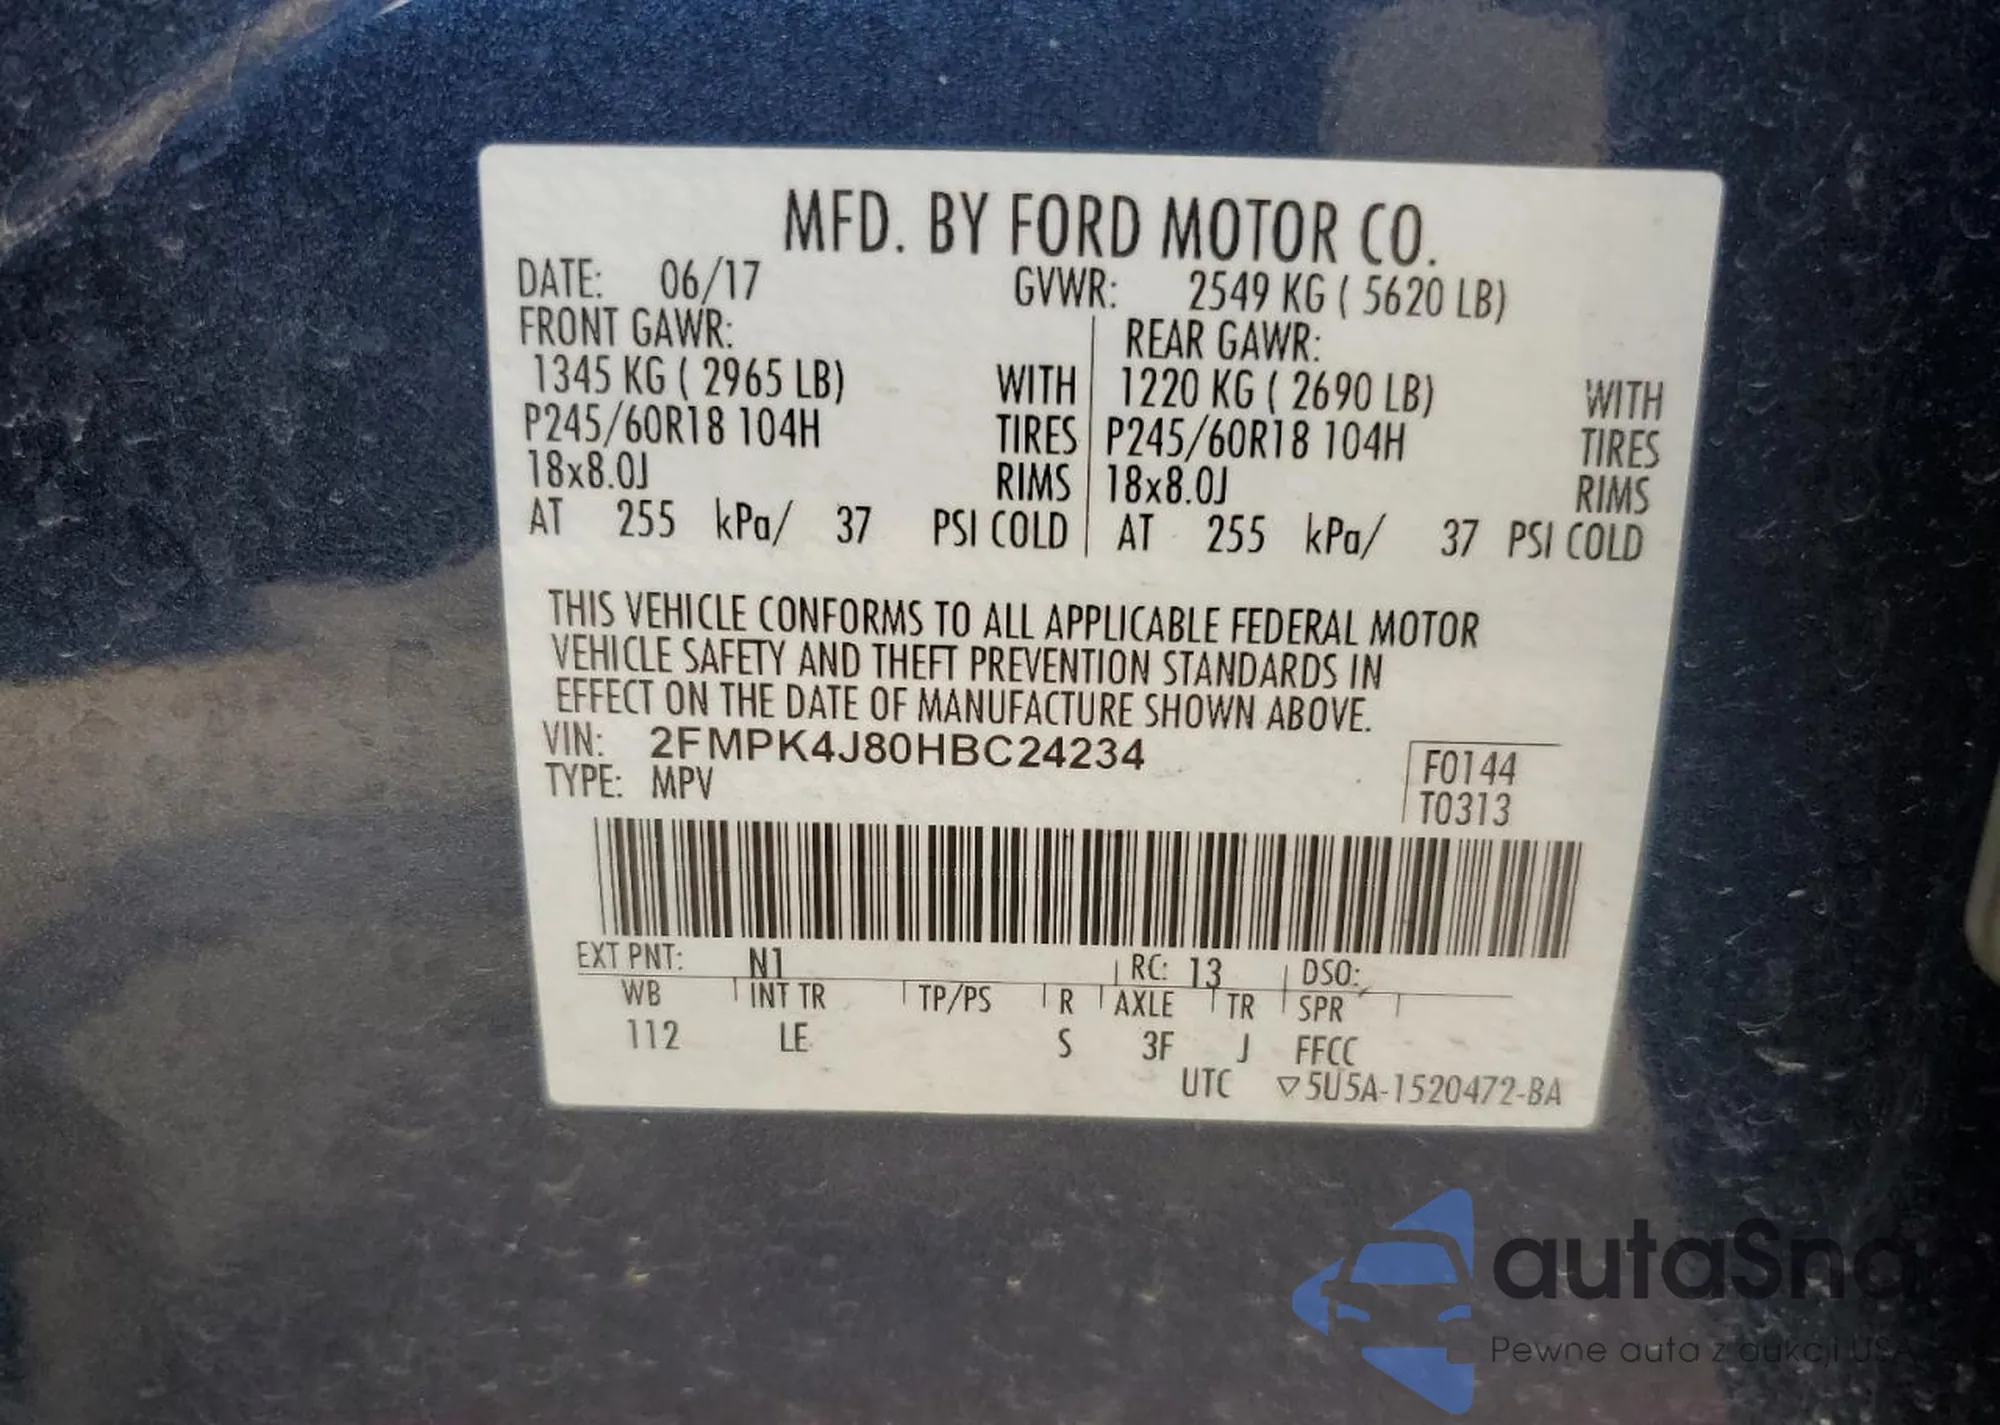 MFD. BY FORD MOTOR CO.
DATE: 06/17 GVWR: 2549 KG ( 5620 LB)
FRONT GAWR: REAR GAWR:
1345 KG ( 2965 LB) WITH 1220 KG ( 2690 LB) WITH
P245/60R18 104H TIRES P245/60R18 104H TIRES
18x8.0J RIMS 18x8.0J RIMS
AT 255 kPa/ 37 PSI COLD AT 255 kPa/ 37 PSI COLD
THIS VEHICLE CONFORMS TO ALL APPLICABLE FEDERAL MOTOR
VEHICLE SAFETY AND THEFT PREVENTION STANDARDS IN
EFFECT ON THE DATE OF MANUFACTURE SHOWN ABOVE.
VIN: 2FMPK4J80HBC24234 F0144
TYPE: MPV T0313
EXT PNT: N1 RC: 13 DSO:
WB INT TR TP/PS R AXLE TR SPR
112 LE S 3F J FFCC
UTC ▽5U5A-1520472-BA
autaSna
Pewne auta z aukcji USA